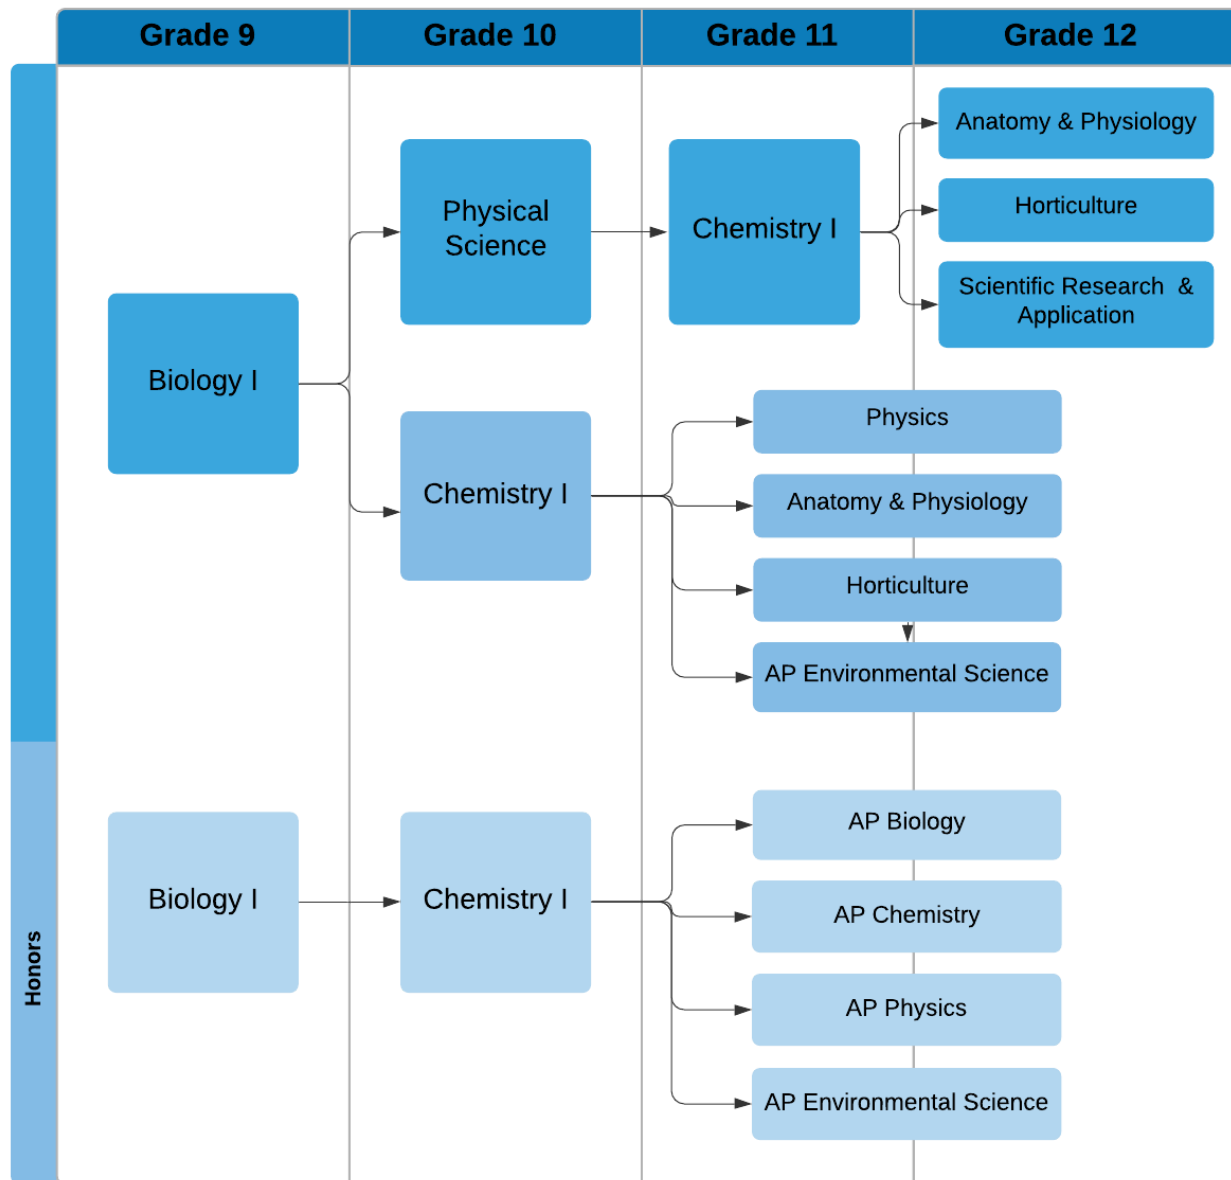 Grade 9
Grade 10
Grade 11
Grade 12
Anatomy & Physiology
Horticulture
Scientific Research &
Application
Physical
Science
Chemistry I
Biology I
Chemistry I
Physics
Anatomy & Physiology
Horticulture
AP Environmental Science
Honors
Biology I
Chemistry I
AP Biology
AP Chemistry
AP Physics
AP Environmental Science